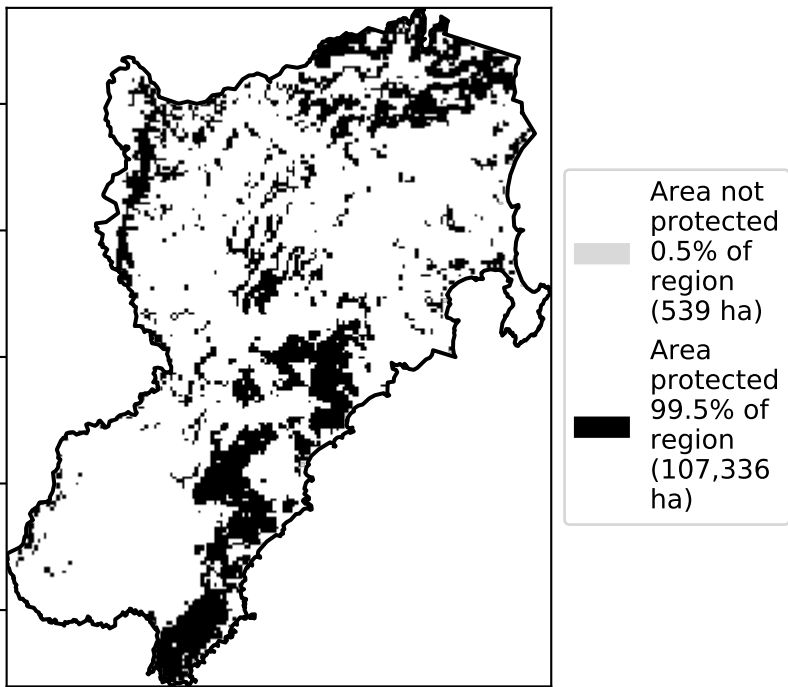 Area not
protected
0.5% of
region
(539 ha)
Area
protected
99.5% of
region
(107,336
ha)